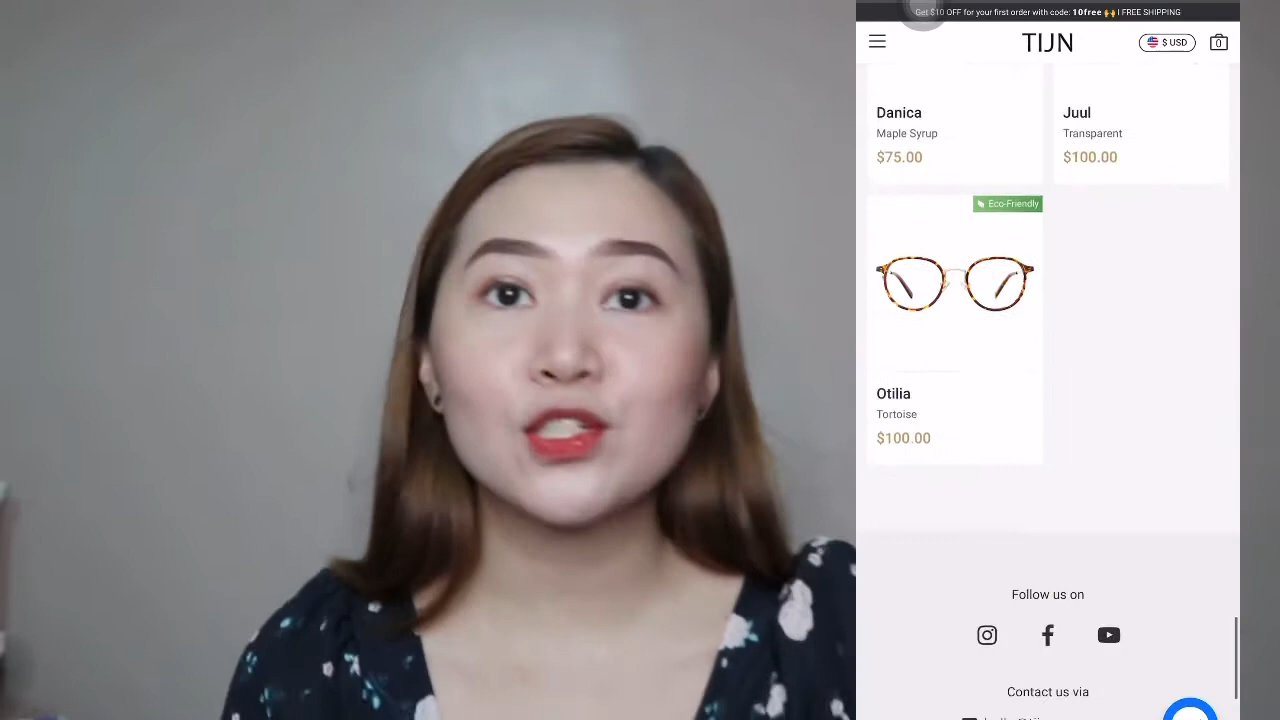 Get $10 OFF for your first order with code: 10free 🙌 | FREE SHIPPING
TIJN
$ USD
0
Danica
Maple Syrup
$75.00
Juul
Transparent
$100.00
Eco-Friendly
Otilia
Tortoise
$100.00
Follow us on
Contact us via